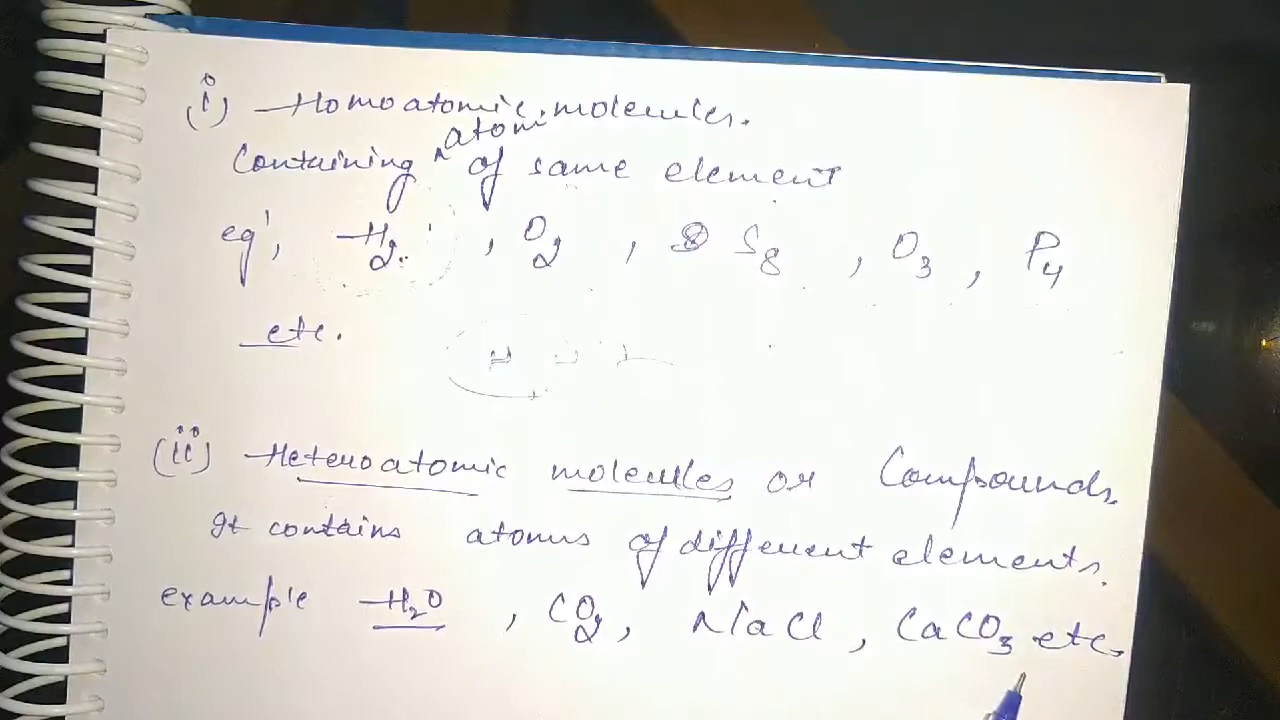 (i) Homoatomic molecules.
Containing atom of same element
eg', H2 , O2 , S8 , O3 , P4
etc.
(ii) Heteroatomic molecules or Compounds.
It contains atoms of different elements.
example H2O , CO2 , NaCl , CaCO3 etc.